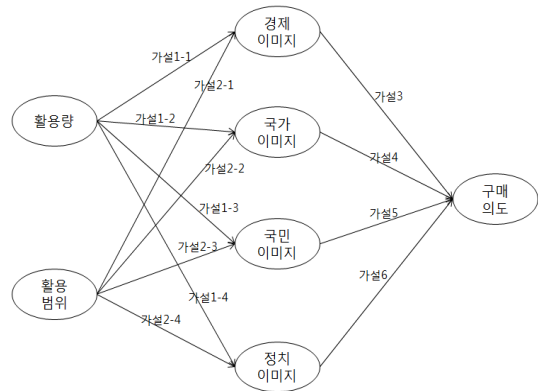 경제
이미지
가설1-1
가설2-1
가설3
활용량
가설1-2
국가
이미지
가설2-2
가설4
구매
의도
가설1-3
가설5
국민
이미지
가설2-3
가설6
활용
범위
가설1-4
가설2-4
정치
이미지